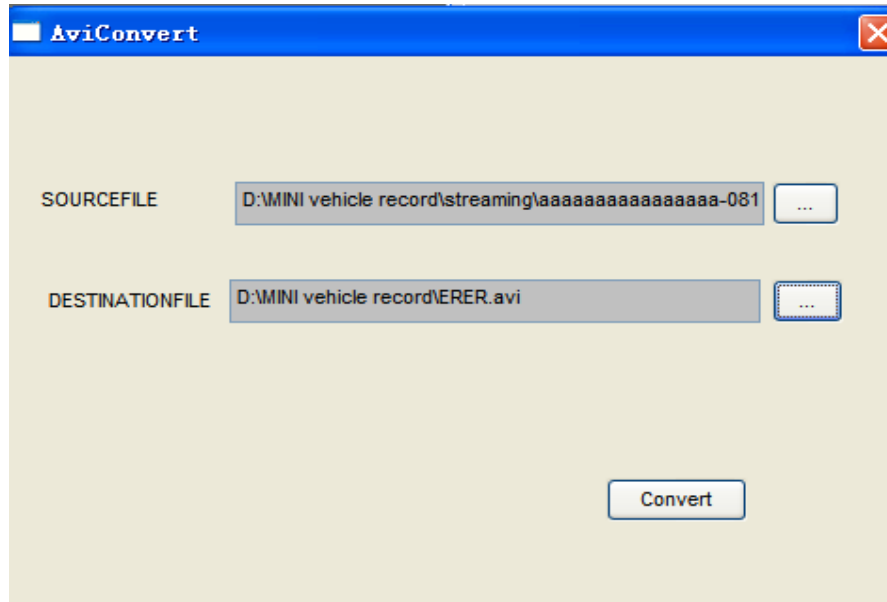 AviConvert
SOURCEFILE D:\MINI vehicle record\streaming\aaaaaaaaaaaaaaaa-081 ...
DESTINATIONFILE D:\MINI vehicle record\ERER.avi ...
Convert